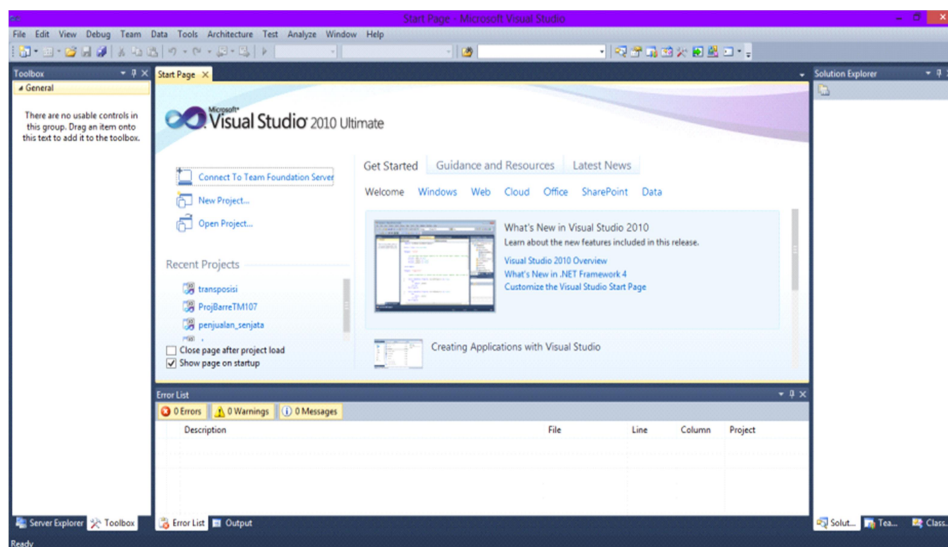 Start Page - Microsoft Visual Studio
File Edit View Debug Team Data Tools Architecture Test Analyze Window Help
Toolbox
General
There are no usable controls in
this group. Drag an item onto
this text to add it to the toolbox.
Server Explorer Toolbox
Start Page
Microsoft
Visual Studio 2010 Ultimate
Connect To Team Foundation Server
New Project...
Open Project...
Recent Projects
transposisi
ProjBarreTM107
penjualan_senjata
Close page after project load
Show page on startup
Get Started Guidance and Resources Latest News
Welcome Windows Web Cloud Office SharePoint Data
What's New in Visual Studio 2010
Learn about the new features included in this release.
Visual Studio 2010 Overview
What's New in .NET Framework 4
Customize the Visual Studio Start Page
Creating Applications with Visual Studio
Error List
0 Errors 0 Warnings 0 Messages
Description File Line Column Project
Error List Output
Solution Explorer
Solut... Tea... Class...
Ready